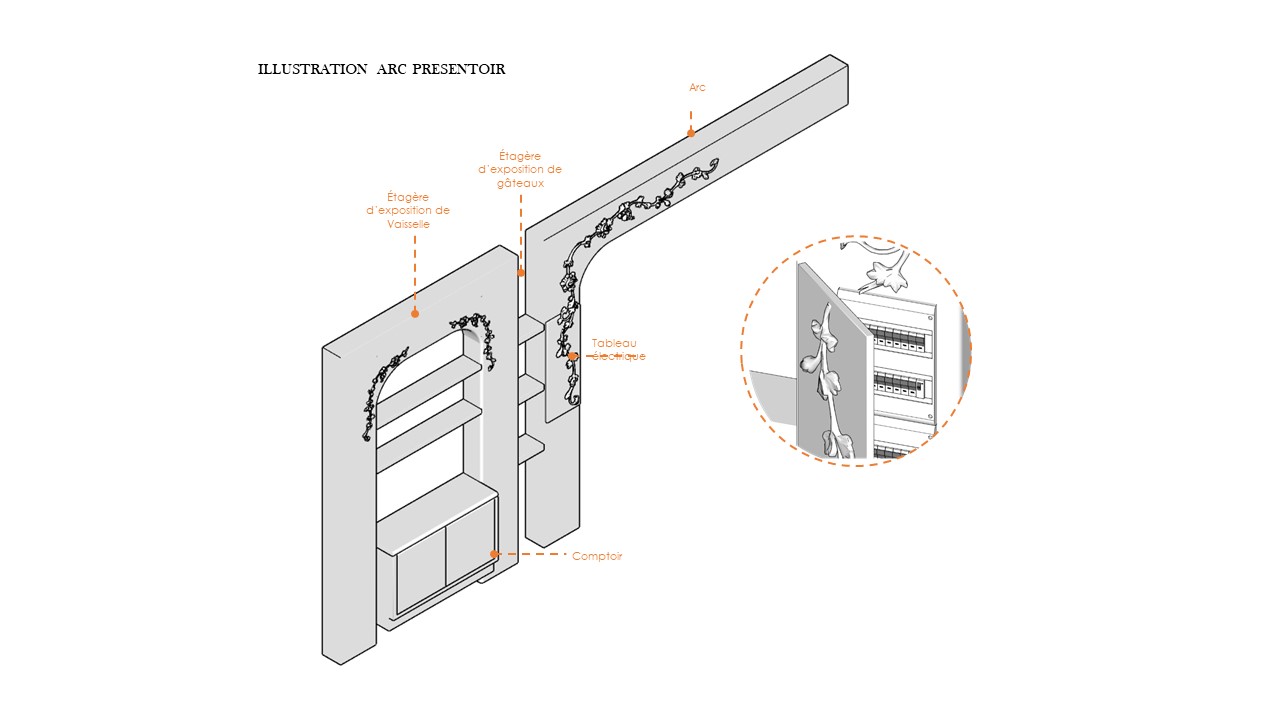 ILLUSTRATION ARC PRESENTOIR
Arc
Étagère
d'exposition de
gâteaux
Étagère
d'exposition de
Vaisselle
Tableau
électrique
Comptoir